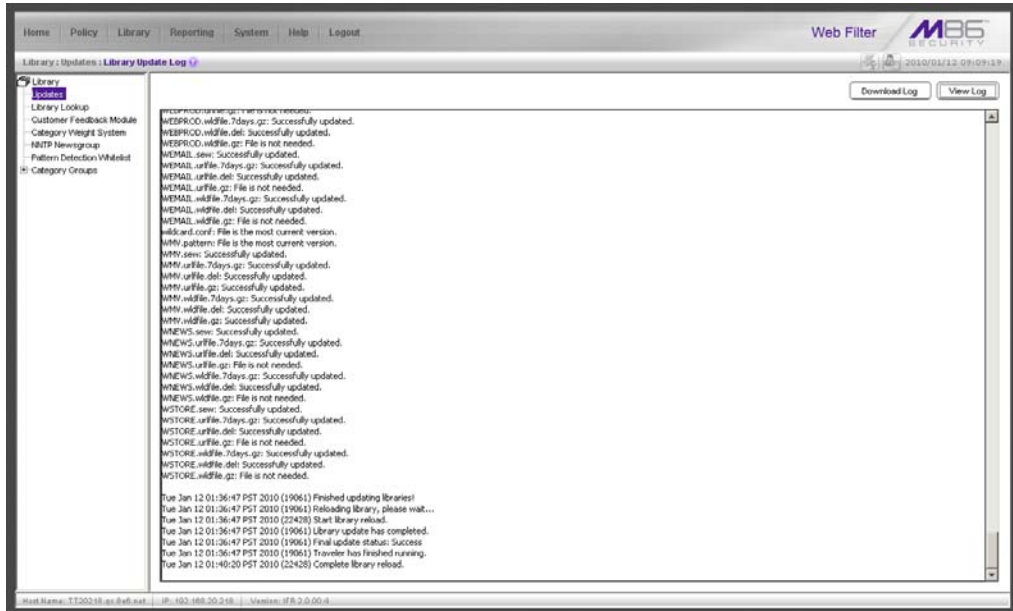 Home Policy Library Reporting System Help Logout
Web Filter
M86 SECURITY
Library : Updates : Library Update Log
2010/01/12 09:09:19
Library
Updates
Library Lookup
Customer Feedback Module
Category Weight System
NNTP Newsgroup
Pattern Detection Whitelist
Category Groups
Download Log View Log
WEBPROD.urlfile.gz: File is not needed.
WEBPROD.wldfile.7days.gz: Successfully updated.
WEBPROD.wldfile.del: Successfully updated.
WEBPROD.wldfile.gz: File is not needed.
WEMAIL.sew: Successfully updated.
WEMAIL.urlfile.7days.gz: Successfully updated.
WEMAIL.urlfile.del: Successfully updated.
WEMAIL.urlfile.gz: File is not needed.
WEMAIL.wldfile.7days.gz: Successfully updated.
WEMAIL.wldfile.del: Successfully updated.
WEMAIL.wldfile.gz: File is not needed.
wildcard.conf: File is the most current version.
WMV.pattern: File is the most current version.
WMV.sew: Successfully updated.
WMV.urlfile.7days.gz: Successfully updated.
WMV.urlfile.del: Successfully updated.
WMV.urlfile.gz: Successfully updated.
WMV.wldfile.7days.gz: Successfully updated.
WMV.wldfile.del: Successfully updated.
WMV.wldfile.gz: Successfully updated.
WNEWS.sew: Successfully updated.
WNEWS.urlfile.7days.gz: Successfully updated.
WNEWS.urlfile.del: Successfully updated.
WNEWS.urlfile.gz: File is not needed.
WNEWS.wldfile.7days.gz: Successfully updated.
WNEWS.wldfile.del: Successfully updated.
WNEWS.wldfile.gz: File is not needed.
WSTORE.sew: Successfully updated.
WSTORE.urlfile.7days.gz: Successfully updated.
WSTORE.urlfile.del: Successfully updated.
WSTORE.urlfile.gz: File is not needed.
WSTORE.wldfile.7days.gz: Successfully updated.
WSTORE.wldfile.del: Successfully updated.
WSTORE.wldfile.gz: File is not needed.
Tue Jan 12 01:36:47 PST 2010 (19061) Finished updating libraries!
Tue Jan 12 01:36:47 PST 2010 (19061) Reloading library, please wait...
Tue Jan 12 01:36:47 PST 2010 (22428) Start library reload.
Tue Jan 12 01:36:47 PST 2010 (19061) Library update has completed.
Tue Jan 12 01:36:47 PST 2010 (19061) Final update status: Success
Tue Jan 12 01:36:47 PST 2010 (19061) Traveler has finished running.
Tue Jan 12 01:40:20 PST 2010 (22428) Complete library reload.
Host Name: IP: Version: IFR 2.0.00.4